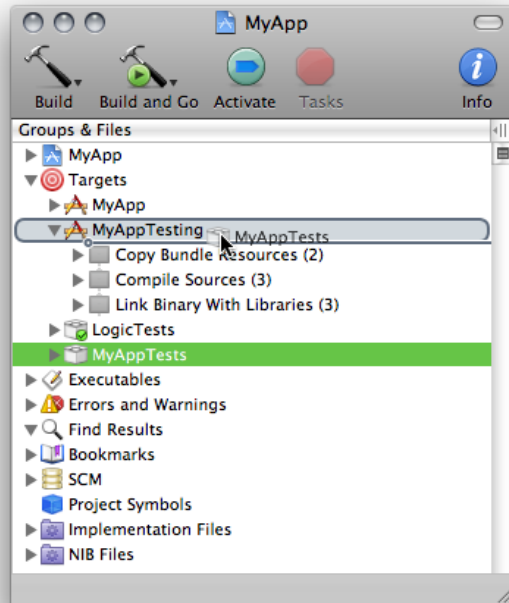 MyApp
Build
Build and Go
Activate
Tasks
Info
Groups & Files
MyApp
Targets
MyApp
MyAppTesting
MyAppTests
Copy Bundle Resources (2)
Compile Sources (3)
Link Binary With Libraries (3)
LogicTests
MyAppTests
Executables
Errors and Warnings
Find Results
Bookmarks
SCM
Project Symbols
Implementation Files
NIB Files